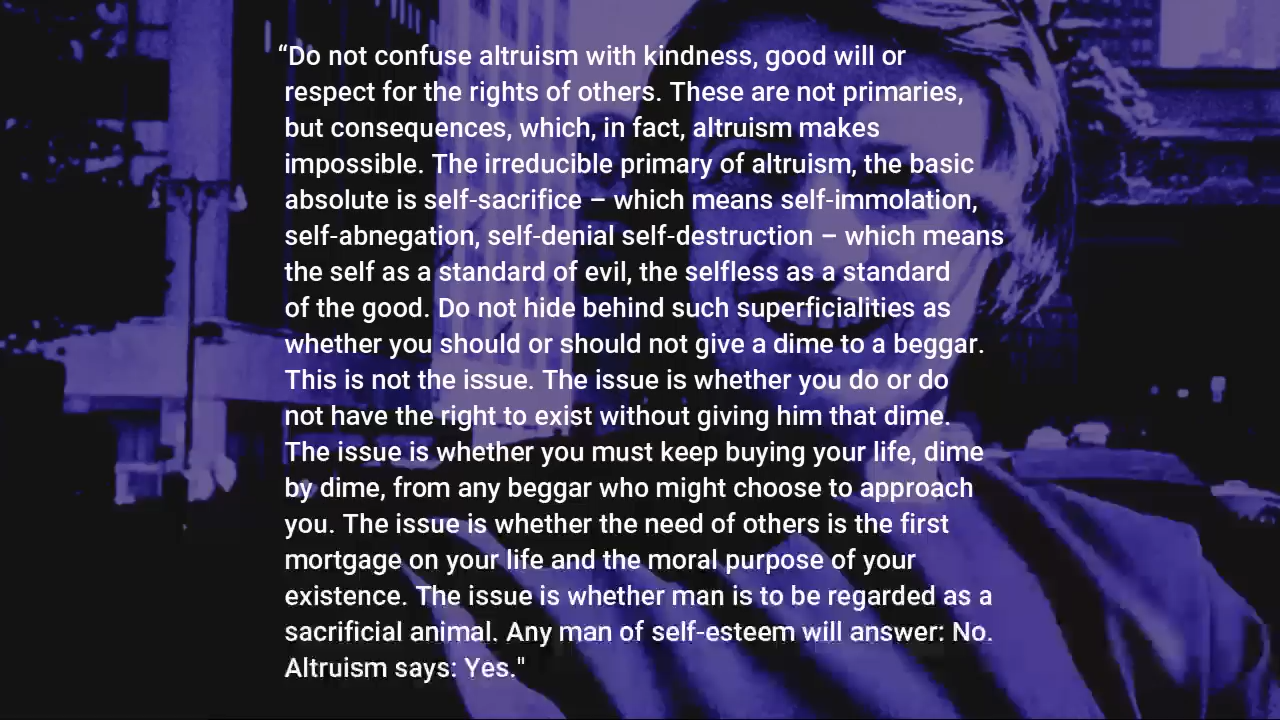 “Do not confuse altruism with kindness, good will or
respect for the rights of others. These are not primaries,
but consequences, which, in fact, altruism makes
impossible. The irreducible primary of altruism, the basic
absolute is self-sacrifice – which means self-immolation,
self-abnegation, self-denial self-destruction – which means
the self as a standard of evil, the selfless as a standard
of the good. Do not hide behind such superficialities as
whether you should or should not give a dime to a beggar.
This is not the issue. The issue is whether you do or do
not have the right to exist without giving him that dime.
The issue is whether you must keep buying your life, dime
by dime, from any beggar who might choose to approach
you. The issue is whether the need of others is the first
mortgage on your life and the moral purpose of your
existence. The issue is whether man is to be regarded as a
sacrificial animal. Any man of self-esteem will answer: No.
Altruism says: Yes."